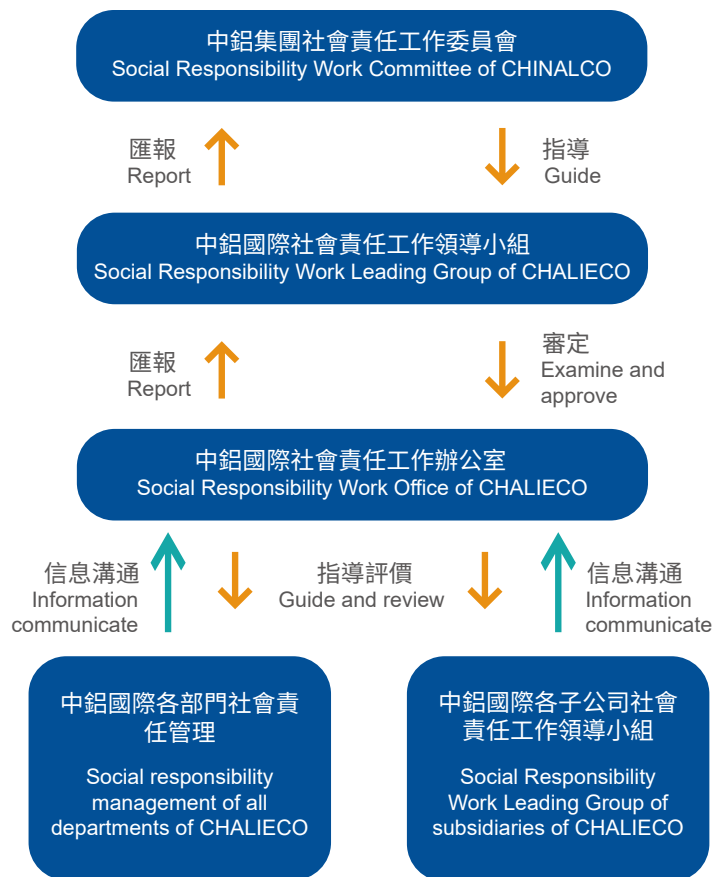 中鋁集團社會責任工作委員會
Social Responsibility Work Committee of CHINALCO
匯報
Report
指導
Guide
中鋁國際社會責任工作領導小組
Social Responsibility Work Leading Group of CHALIECO
匯報
Report
審定
Examine and
approve
中鋁國際社會責任工作辦公室
Social Responsibility Work Office of CHALIECO
信息溝通
Information
communicate
指導評價
Guide and review
信息溝通
Information
communicate
中鋁國際各部門社會責
任管理
Social responsibility
management of all
departments of CHALIECO
中鋁國際各子公司社會
責任工作領導小組
Social Responsibility
Work Leading Group of
subsidiaries of CHALIECO